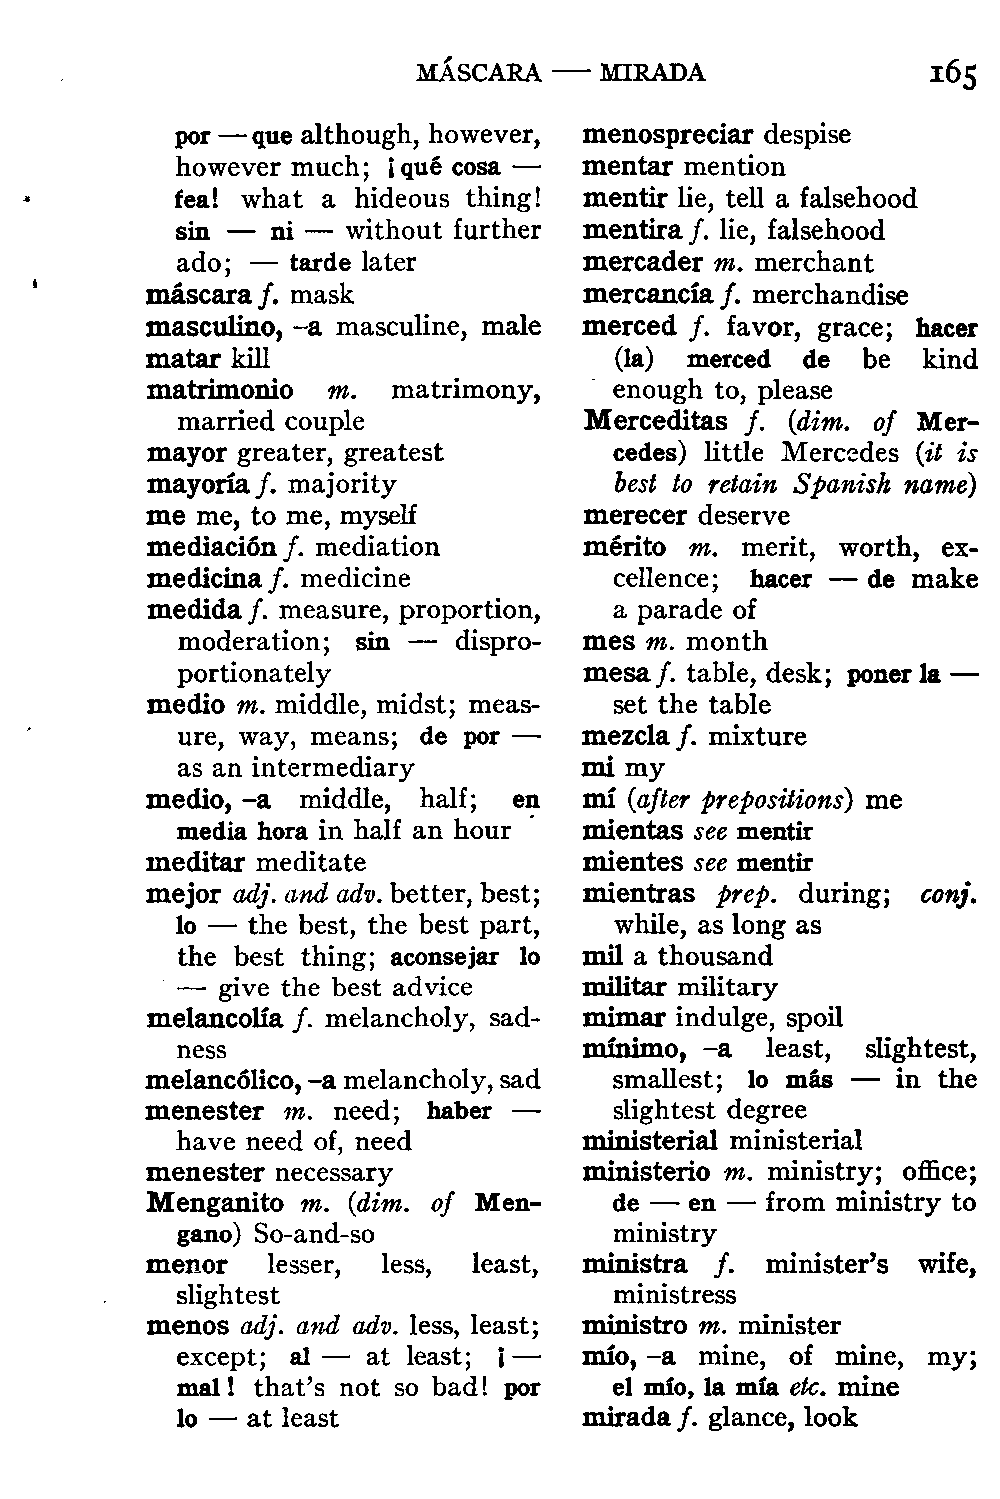 MÁSCARA — MIRADA 165
por — que although, however,
however much; ¡qué cosa —
fea! what a hideous thing!
sin — ni — without further
ado; — tarde later
máscara f. mask
masculino, –a masculine, male
matar kill
matrimonio m. matrimony,
married couple
mayor greater, greatest
mayoría f. majority
me me, to me, myself
mediación f. mediation
medicina f. medicine
medida f. measure, proportion,
moderation; sin — dispro-
portionately
medio m. middle, midst; meas-
ure, way, means; de por —
as an intermediary
medio, –a middle, half; en
media hora in half an hour
meditar meditate
mejor adj. and adv. better, best;
lo — the best, the best part,
the best thing; aconsejar lo
— give the best advice
melancolía f. melancholy, sad-
ness
melancólico, –a melancholy, sad
menester m. need; haber —
have need of, need
menester necessary
Menganito m. (dim. of Men-
gano) So-and-so
menor lesser, less, least,
slightest
menos adj. and adv. less, least;
except; al — at least; ¡—
mal! that's not so bad! por
lo — at least
menospreciar despise
mentar mention
mentir lie, tell a falsehood
mentira f. lie, falsehood
mercader m. merchant
mercancía f. merchandise
merced f. favor, grace; hacer
(la) merced de be kind
enough to, please
Merceditas f. (dim. of Mer-
cedes) little Mercedes (it is
best to retain Spanish name)
merecer deserve
mérito m. merit, worth, ex-
cellence; hacer — de make
a parade of
mes m. month
mesa f. table, desk; poner la —
set the table
mezcla f. mixture
mi my
mí (after prepositions) me
mientas see mentir
mientes see mentir
mientras prep. during; conj.
while, as long as
mil a thousand
militar military
mimar indulge, spoil
mínimo, –a least, slightest,
smallest; lo más — in the
slightest degree
ministerial ministerial
ministerio m. ministry; office;
de — en — from ministry to
ministry
ministra f. minister's wife,
ministress
ministro m. minister
mío, –a mine, of mine, my;
el mío, la mía etc. mine
mirada f. glance, look